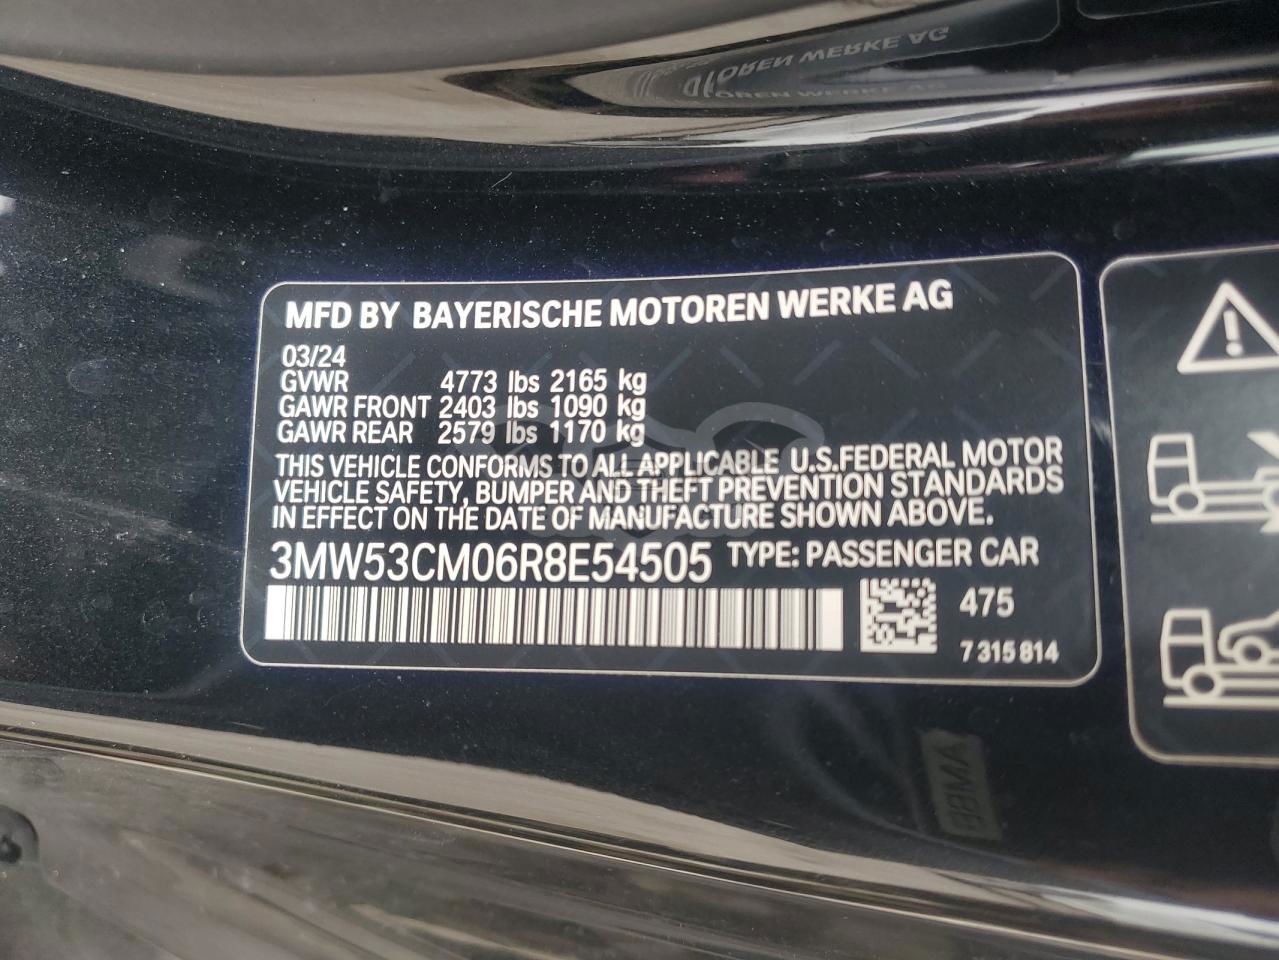 MFD BY BAYERISCHE MOTOREN WERKE AG
03/24
GVWR 4773 lbs 2165 kg
GAWR FRONT 2403 lbs 1090 kg
GAWR REAR 2579 lbs 1170 kg
THIS VEHICLE CONFORMS TO ALL APPLICABLE U.S.FEDERAL MOTOR
VEHICLE SAFETY, BUMPER AND THEFT PREVENTION STANDARDS
IN EFFECT ON THE DATE OF MANUFACTURE SHOWN ABOVE.
3MW53CM06R8E54505 TYPE: PASSENGER CAR
475
7 315 814